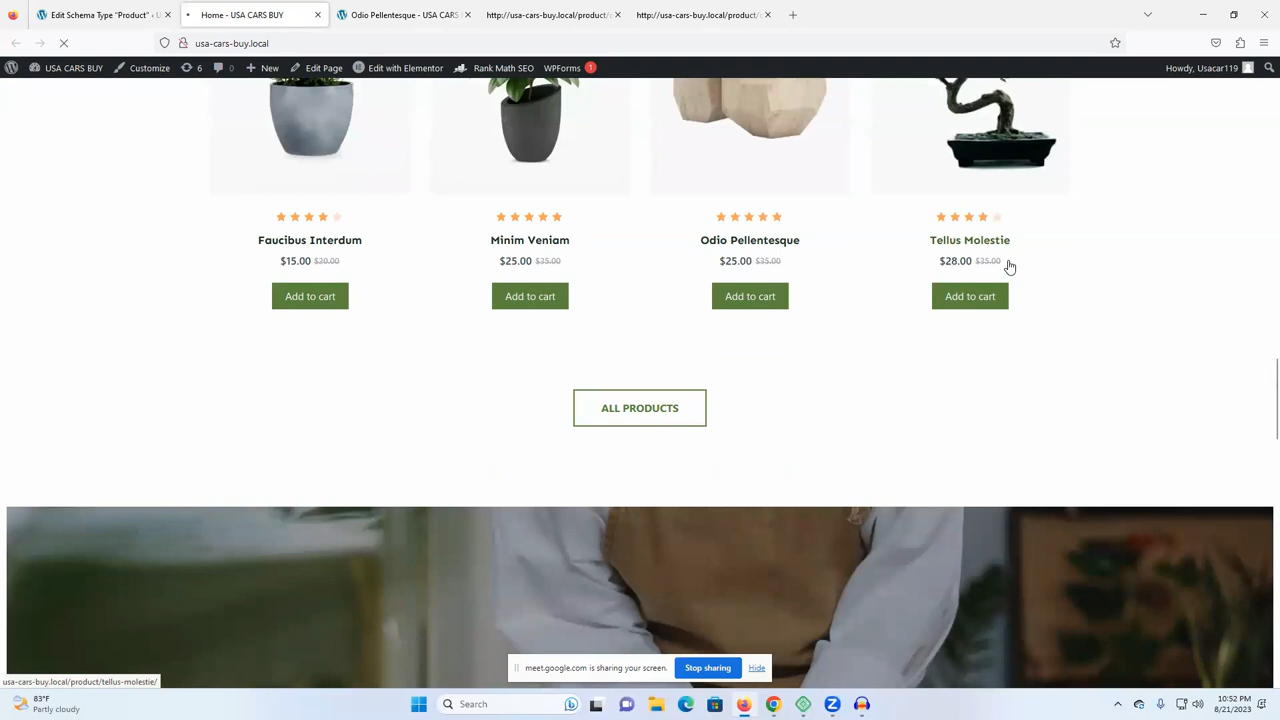 Edit Schema Type "Product" ‹ U
Home - USA CARS BUY
Odio Pellentesque - USA CARS B
http://usa-cars-buy.local/product/
http://usa-cars-buy.local/product/
usa-cars-buy.local
USA CARS BUY
Customize
6
0
New
Edit Page
Edit with Elementor
Rank Math SEO
WPForms
1
Howdy, Usacar119
Faucibus Interdum
Minim Veniam
Odio Pellentesque
Tellus Molestie
$15.00 $20.00
$25.00 $35.00
$25.00 $35.00
$28.00 $35.00
Add to cart
Add to cart
Add to cart
Add to cart
ALL PRODUCTS
meet.google.com is sharing your screen.
Stop sharing
Hide
usa-cars-buy.local/product/tellus-molestie/
83°F
Partly cloudy
Search
10:52 PM
8/21/2023